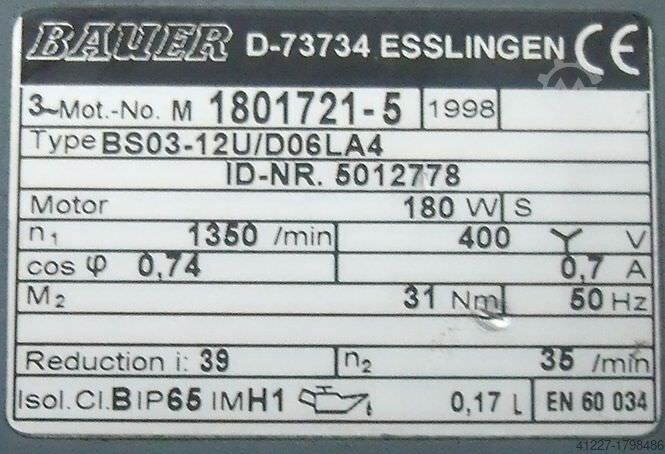 BAUER D-73734 ESSLINGEN CE
3~Mot.-No. M 1801721-5 1998
Type BS03-12U/D06LA4
ID-NR. 5012778
Motor 180 W S
n1 1350 /min 400 Y V
cos φ 0,74 0,7 A
M2 31 Nm 50 Hz
Reduction i: 39 n2 35 /min
Isol.Cl.B IP65 IMH1 0,17 L EN 60 034
41227-1798486